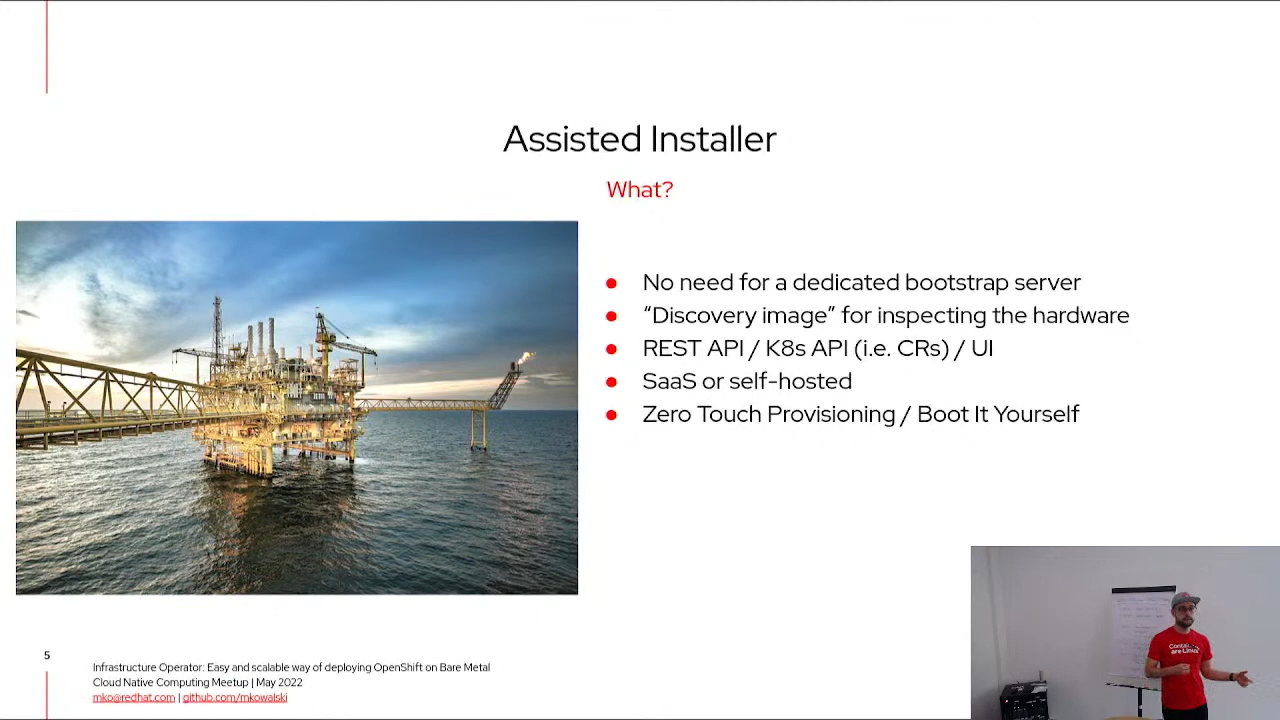 Assisted Installer
What?
● No need for a dedicated bootstrap server
● “Discovery image” for inspecting the hardware
● REST API / K8s API (i.e. CRs) / UI
● SaaS or self-hosted
● Zero Touch Provisioning / Boot It Yourself
5
Infrastructure Operator: Easy and scalable way of deploying OpenShift on Bare Metal
Cloud Native Computing Meetup | May 2022
mko@redhat.com | github.com/mkowalski
are Linux